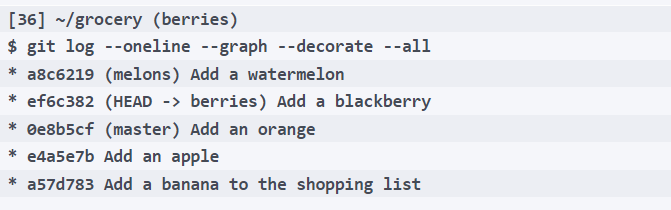 [36] ~/grocery (berries)
$ git log --oneline --graph --decorate --all
* a8c6219 (melons) Add a watermelon
* ef6c382 (HEAD -> berries) Add a blackberry
* 0e8b5cf (master) Add an orange
* e4a5e7b Add an apple
* a57d783 Add a banana to the shopping list